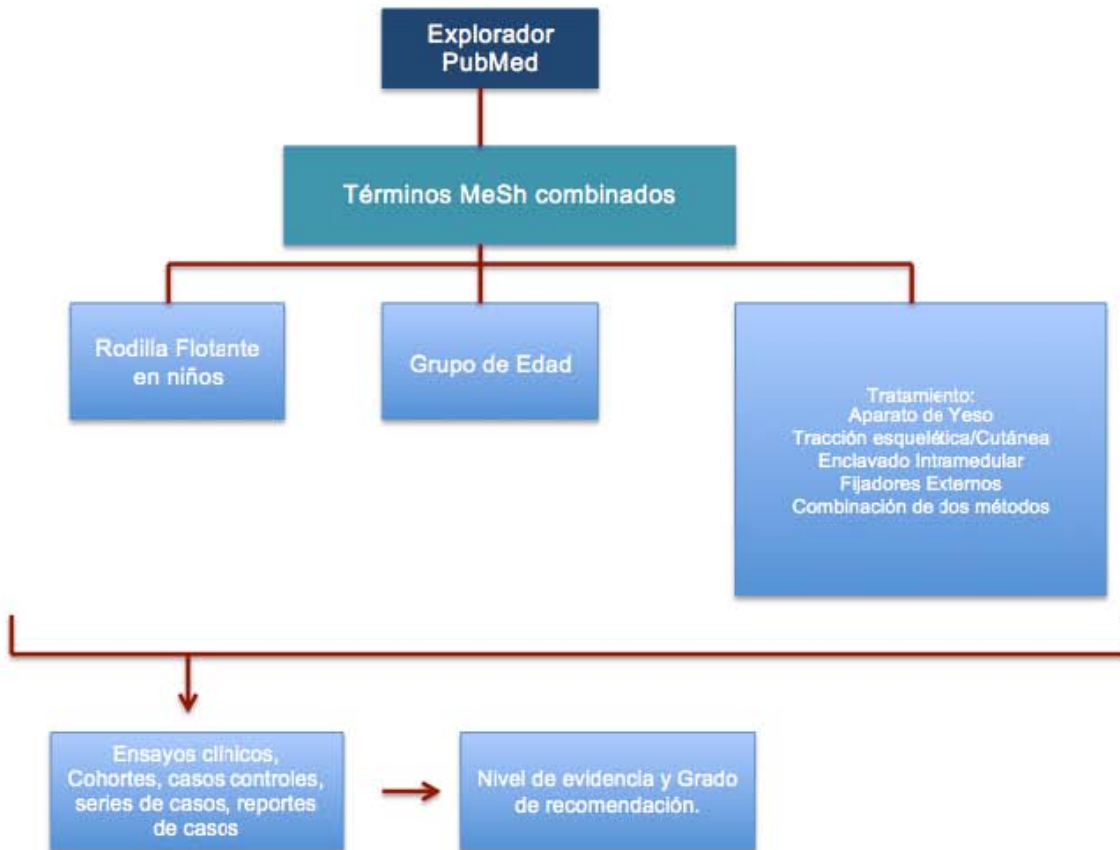 Explorador
PubMed
Términos MeSh combinados
Rodilla Flotante
en niños
Grupo de Edad
Tratamiento:
Aparato de Yeso
Tracción esquelética/Cutánea
Enclavado Intramedular
Fijadores Externos
Combinación de dos métodos
Ensayos clínicos,
Cohortes, casos controles,
series de casos, reportes
de casos
Nivel de evidencia y Grado
de recomendación.